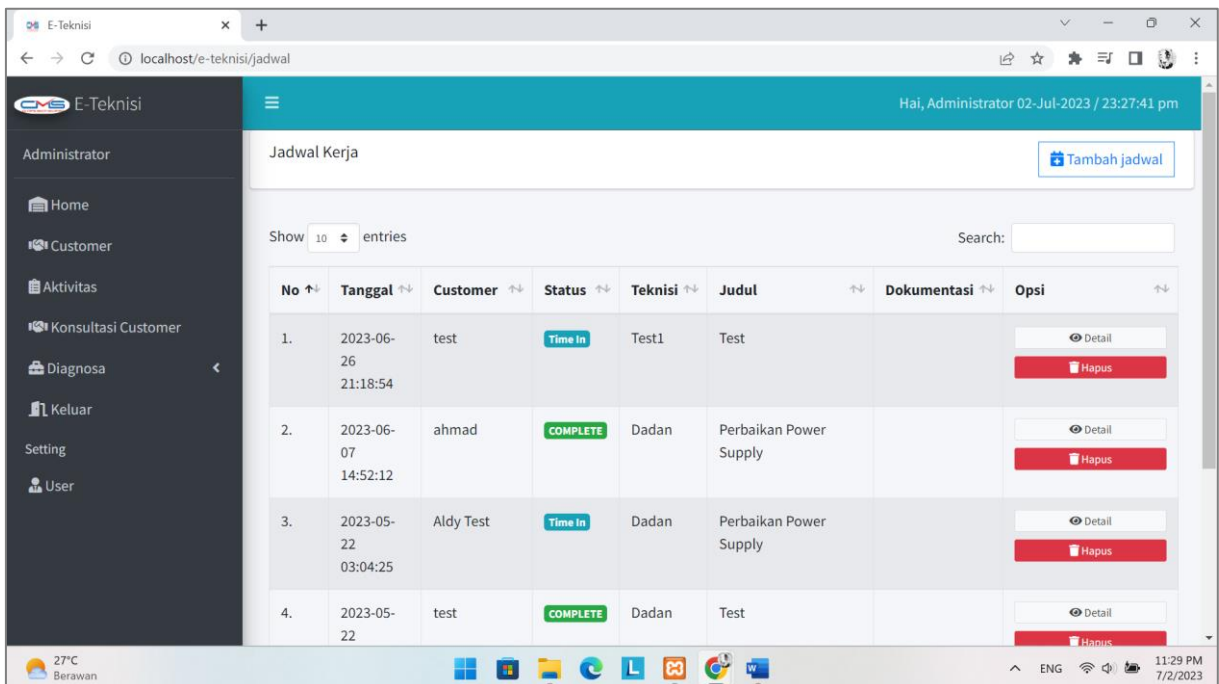 E-Teknisi
localhost/e-teknisi/jadwal
CMS E-Teknisi
Hai, Administrator 02-Jul-2023 / 23:27:41 pm
Administrator
Home
Customer
Aktivitas
Konsultasi Customer
Diagnosa
Keluar
Setting
User
Jadwal Kerja
Tambah jadwal
Show 10 entries
Search:
No Tanggal Customer Status Teknisi Judul Dokumentasi Opsi
1. 2023-06- test Time In Test1 Test Detail
26 Hapus
21:18:54
2. 2023-06- ahmad COMPLETE Dadan Perbaikan Power Detail
07 Supply Hapus
14:52:12
3. 2023-05- Aldy Test Time In Dadan Perbaikan Power Detail
22 Supply Hapus
03:04:25
4. 2023-05- test COMPLETE Dadan Test Detail
22 Hapus
27°C
Berawan
L
W
ENG
11:29 PM
7/2/2023